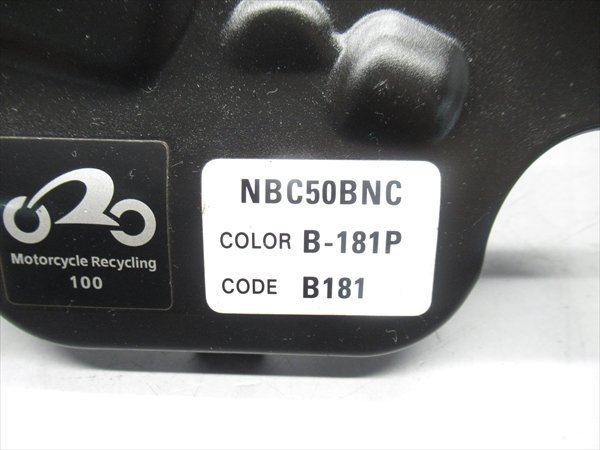 Motorcycle Recycling
100
NBC50BNC
COLOR B-181P
CODE B181